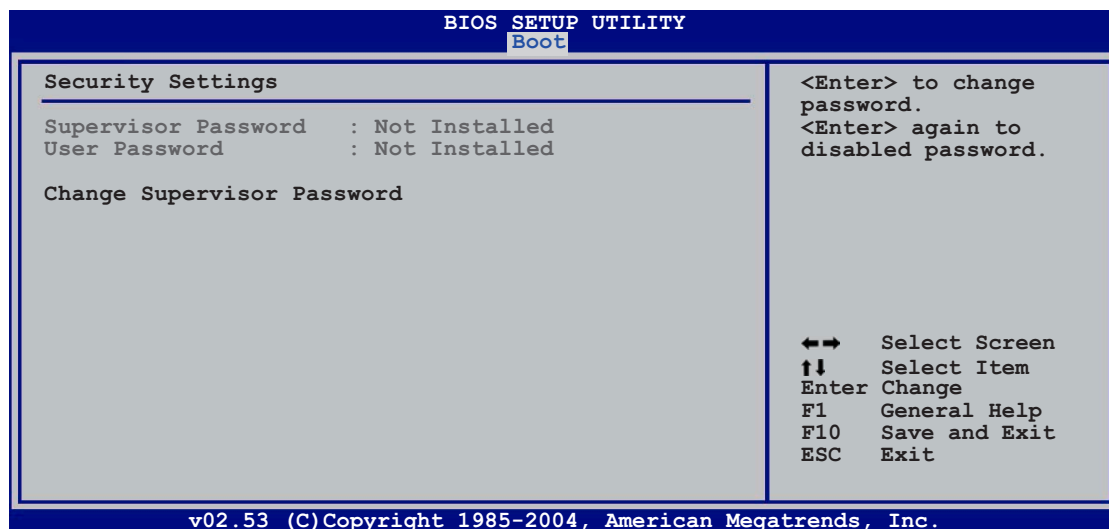 BIOS SETUP UTILITY
Boot
Security Settings
Supervisor Password : Not Installed
User Password : Not Installed
Change Supervisor Password
<Enter> to change
password.
<Enter> again to
disabled password.
←→ Select Screen
↑↓ Select Item
Enter Change
F1 General Help
F10 Save and Exit
ESC Exit
v02.53 (C)Copyright 1985-2004, American Megatrends, Inc.